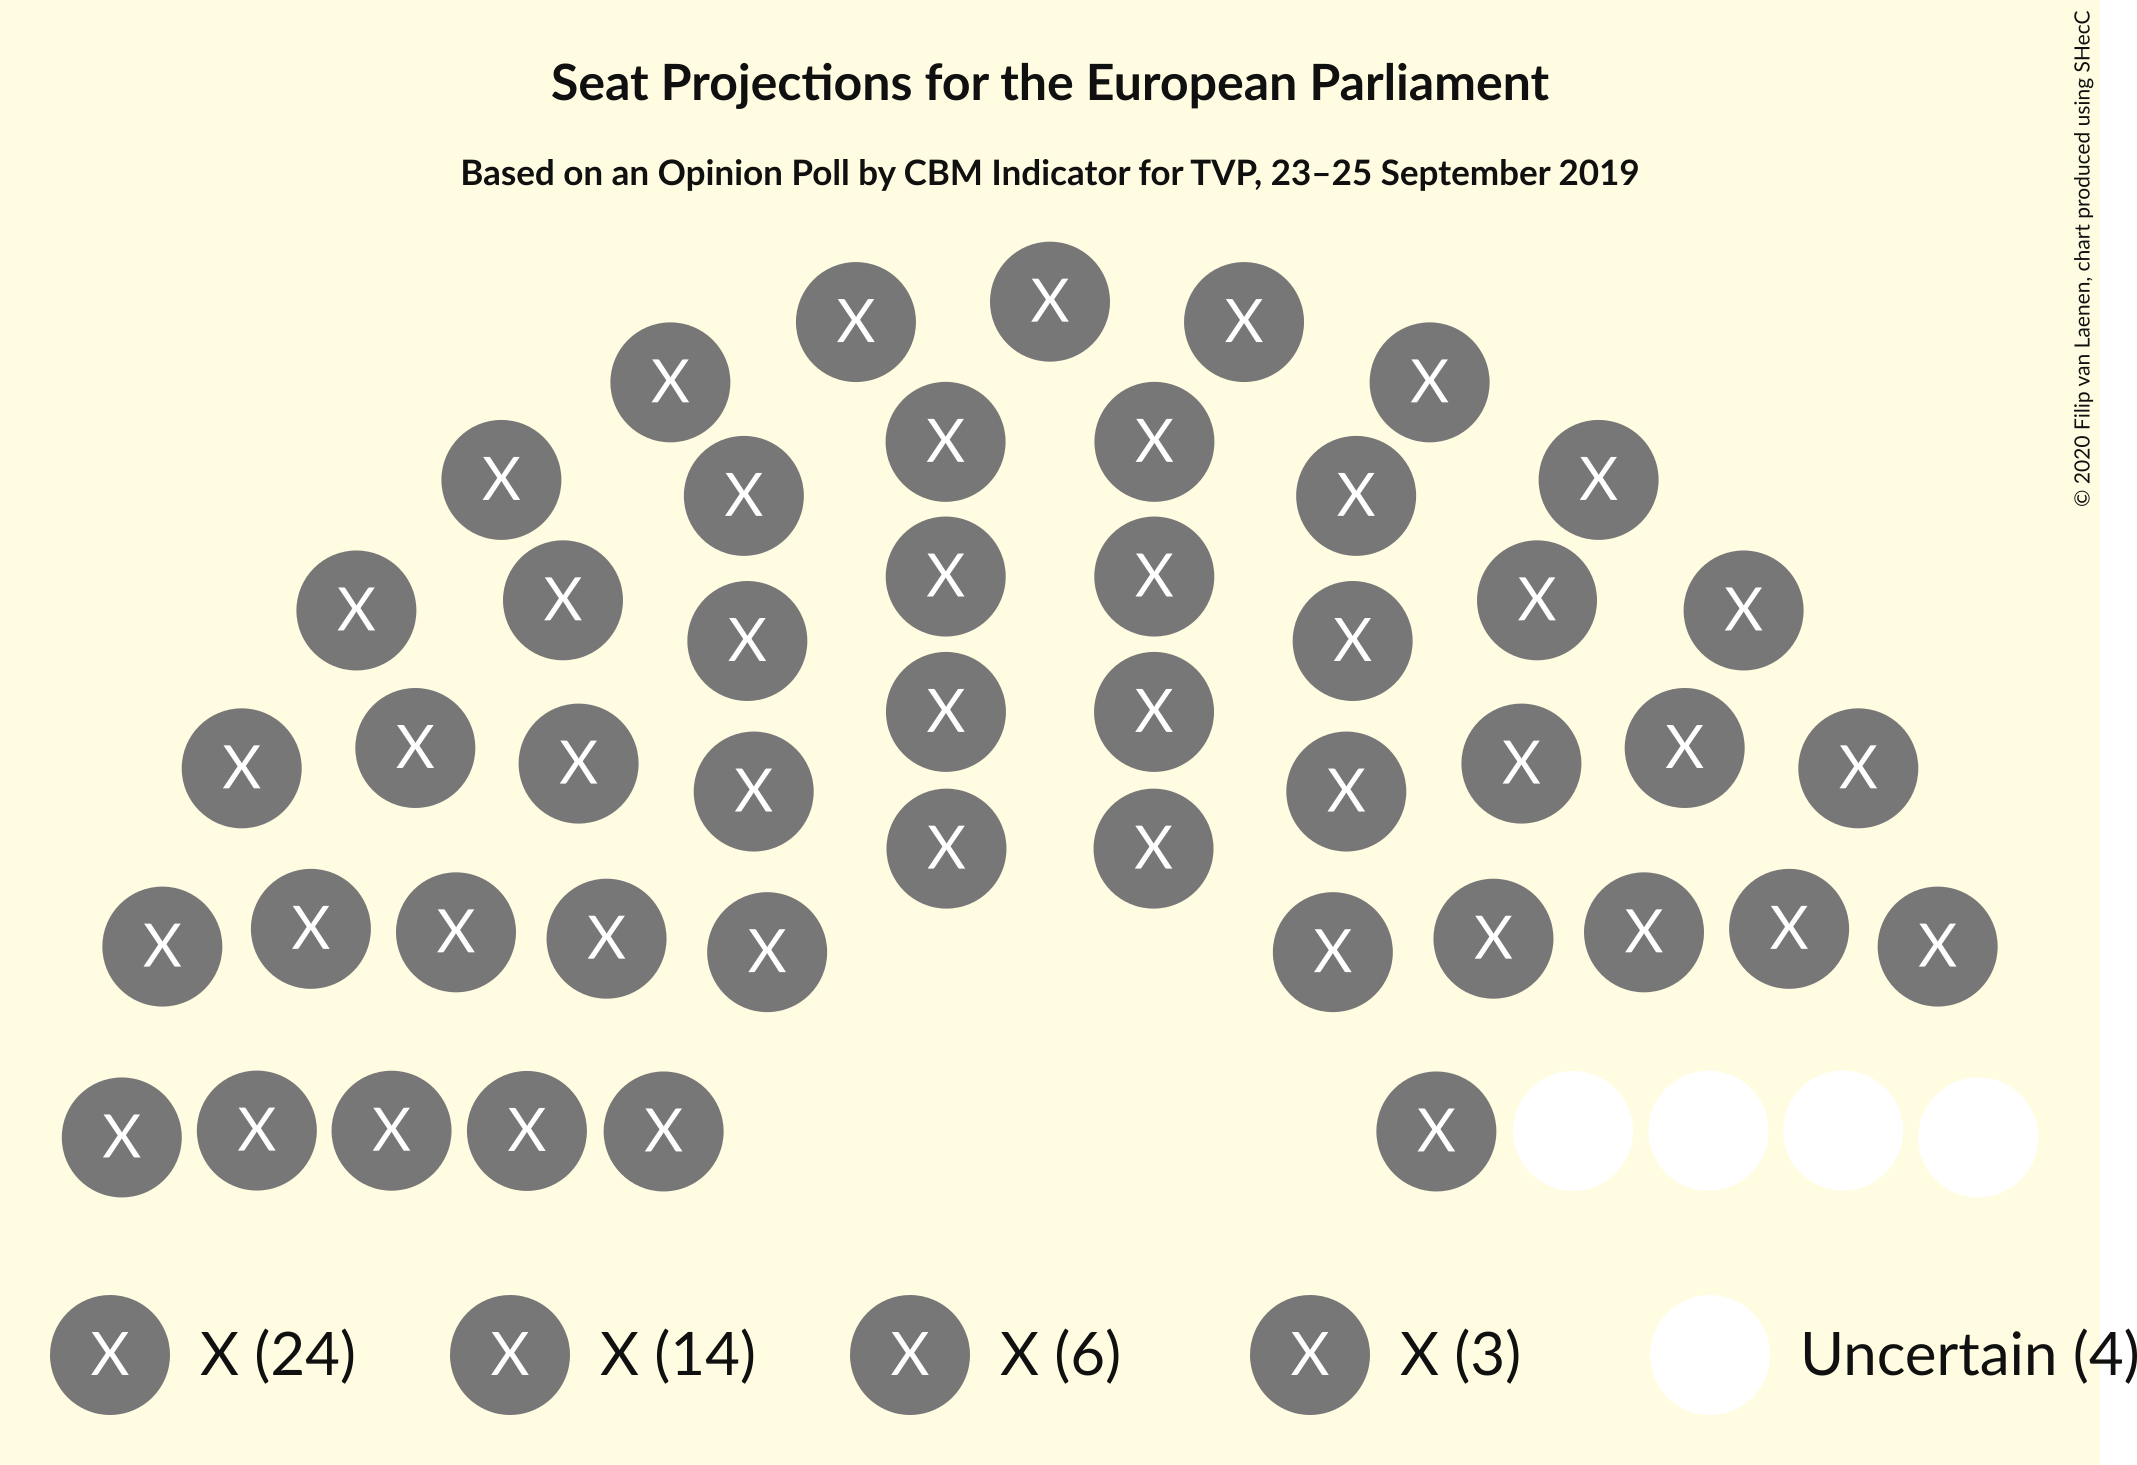 Seat Projections for the European Parliament
Based on an Opinion Poll by CBM Indicator for TVP, 23–25 September 2019
© 2020 Filip van Laenen, chart produced using SHecC
X X X
X X
X X
X X X X
X X
X X X X
X X
X X
X X X X X X X X
X X
X X X X X X X X X X
X X X X X X
X X (24) X X (14) X X (6) X X (3) Uncertain (4)